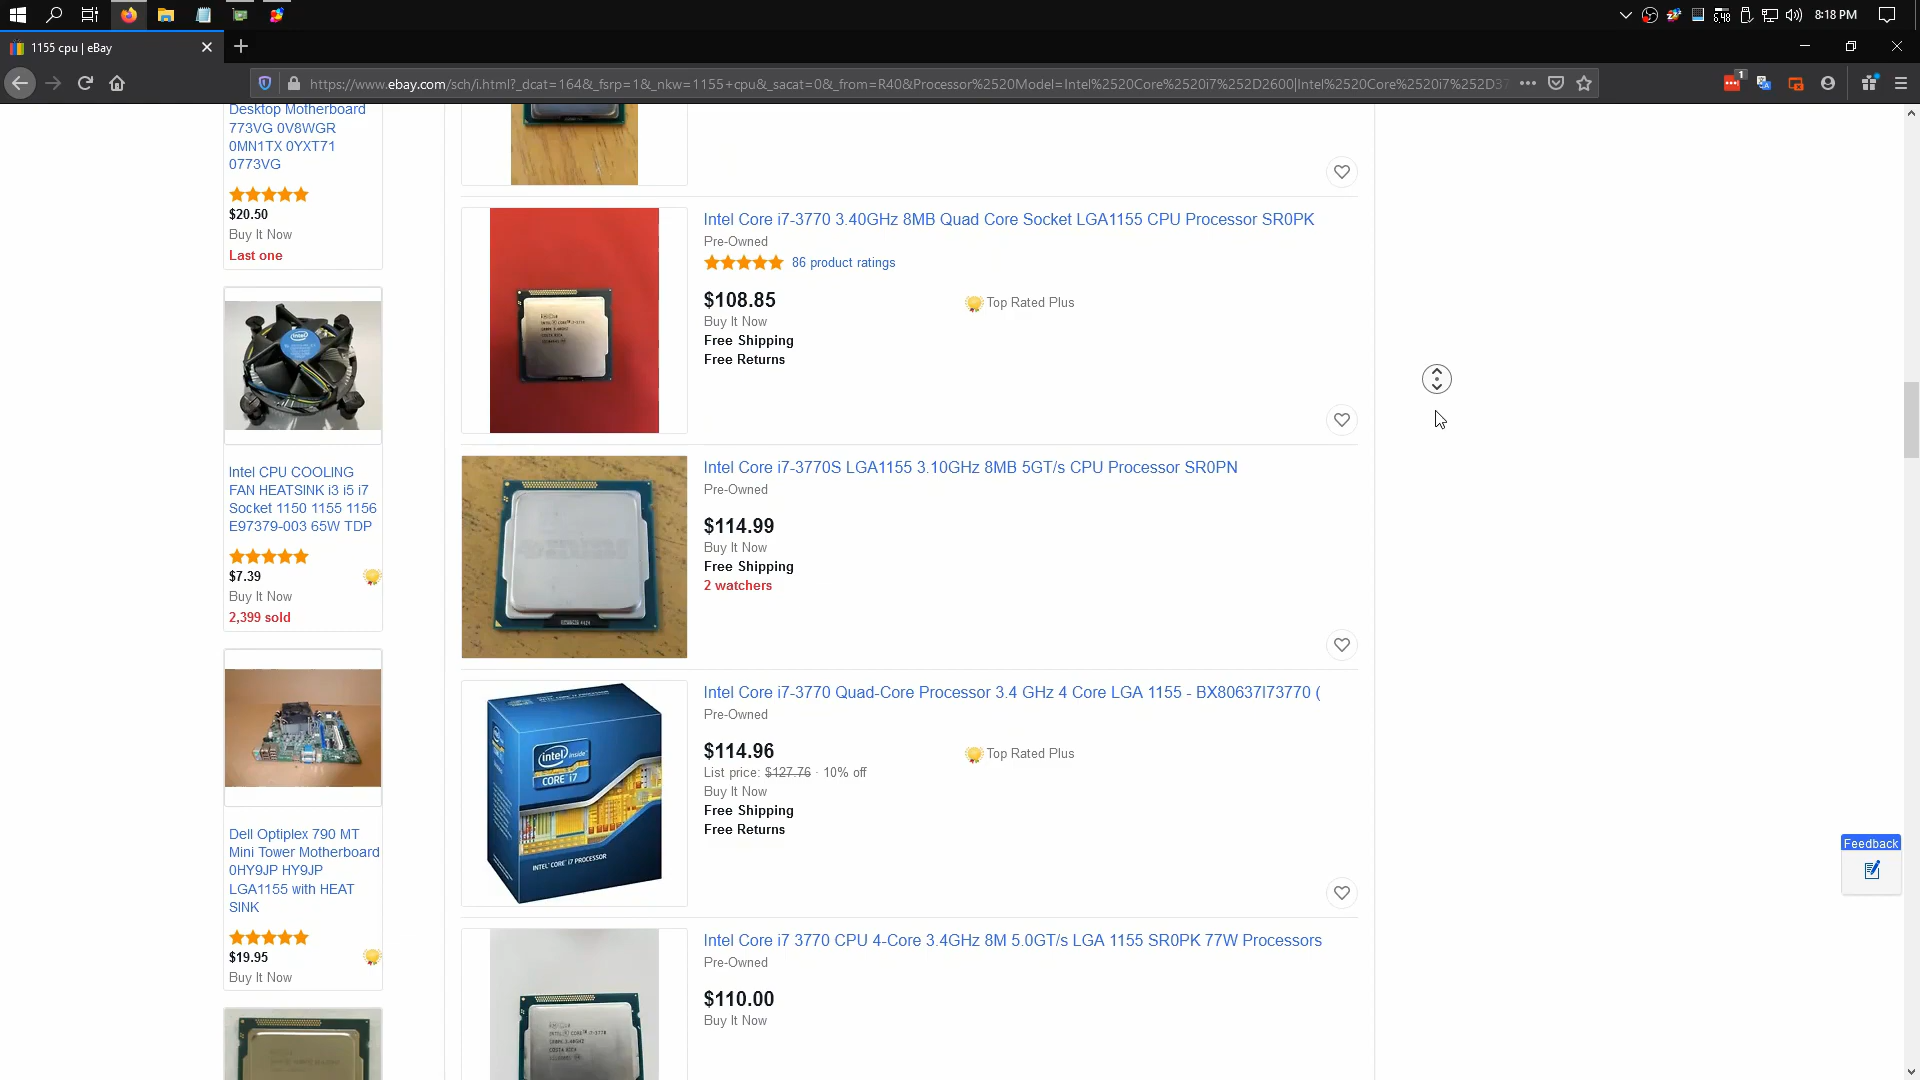 8:18 PM
1155 cpu | eBay
https://www.ebay.com/sch/i.html?_dcat=164&_fsrp=1&_nkw=1155+cpu&_sacat=0&_from=R40&Processor%2520Model=Intel%2520Core%2520i7%252D2600|Intel%2520Core%2520i7%252D37
1
Desktop Motherboard
773VG 0V8WGR
0MN1TX 0YXT71
0773VG
$20.50
Buy It Now
Last one
Intel CPU COOLING
FAN HEATSINK i3 i5 i7
Socket 1150 1155 1156
E97379-003 65W TDP
$7.39
Buy It Now
2,399 sold
Dell Optiplex 790 MT
Mini Tower Motherboard
0HY9JP HY9JP
LGA1155 with HEAT
SINK
$19.95
Buy It Now
Intel Core i7-3770 3.40GHz 8MB Quad Core Socket LGA1155 CPU Processor SR0PK
Pre-Owned
86 product ratings
$108.85
Top Rated Plus
Buy It Now
Free Shipping
Free Returns
Intel Core i7-3770S LGA1155 3.10GHz 8MB 5GT/s CPU Processor SR0PN
Pre-Owned
$114.99
Buy It Now
Free Shipping
2 watchers
intel inside
CORE i7
INTEL CORE i7 PROCESSOR
Intel Core i7-3770 Quad-Core Processor 3.4 GHz 4 Core LGA 1155 - BX80637I73770 (
Pre-Owned
$114.96
Top Rated Plus
List price: $127.76 · 10% off
Buy It Now
Free Shipping
Free Returns
Intel Core i7 3770 CPU 4-Core 3.4GHz 8M 5.0GT/s LGA 1155 SR0PK 77W Processors
Pre-Owned
$110.00
Buy It Now
Feedback